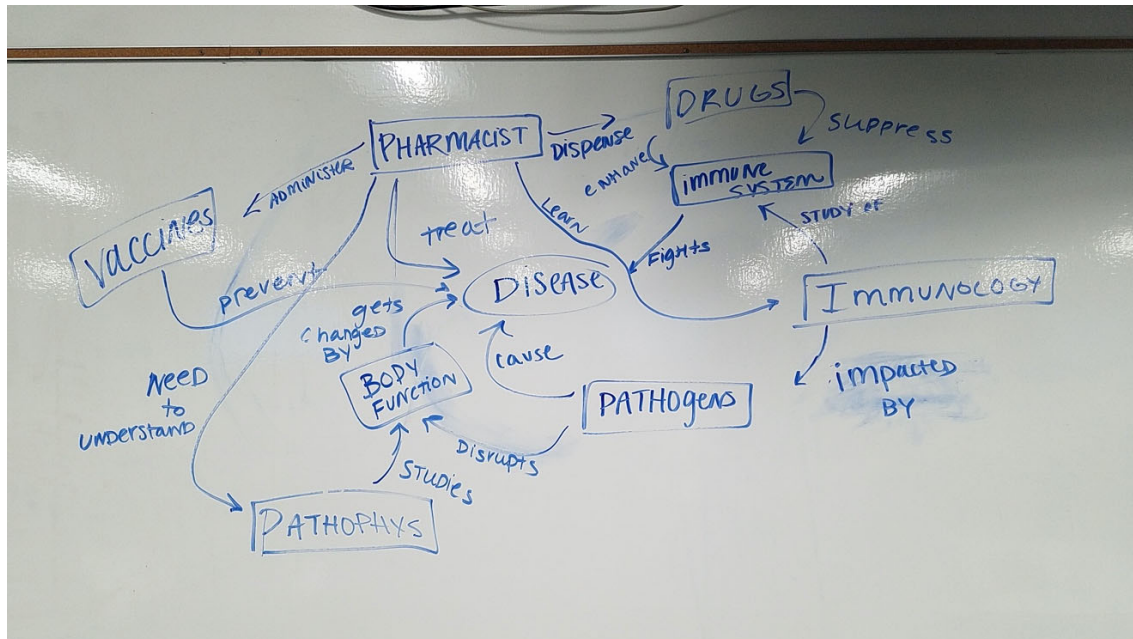 DRUGS
SUPPRESS
PHARMACIST
DISPENSE
ENHANCE
immune
SYSTEM
ADMINISTER
Learn
STUDY OF
Vaccines
treat
Fights
prevent
DISEASE
IMMUNOLOGY
gets
changed
BY
cause
impacted
BY
NEED
to
UNDERstAND
BODY
FUNCTION
PATHOgens
Disrupts
STUDIES
PATHOPHYS